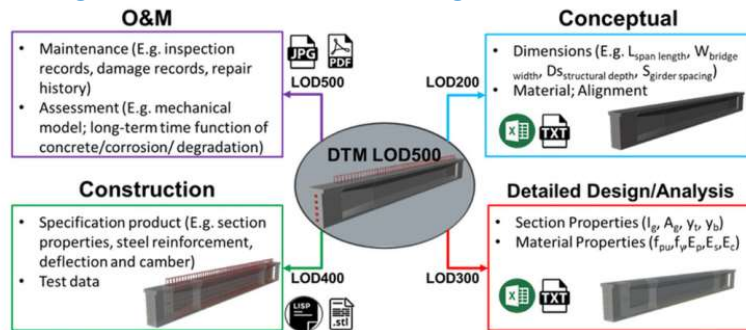 O&M
• Maintenance (E.g. inspection
records, damage records, repair
history)
• Assessment (E.g. mechanical
model; long-term time function of
concrete/corrosion/ degradation)
JPG
PDF
LOD500
Conceptual
• Dimensions (E.g. Lspan length, Wbridge
width, Dsstructural depth, Sgirder spacing)
• Material; Alignment
X
TXT
LOD200
DTM LOD500
Construction
• Specification product (E.g. section
properties, steel reinforcement,
deflection and camber)
• Test data
LOD400
LISP
.stl
Detailed Design/Analysis
• Section Properties (Ig, Ag, yt, yb)
• Material Properties (fpu,fy,Ep,Es,Ec)
X
TXT
LOD300